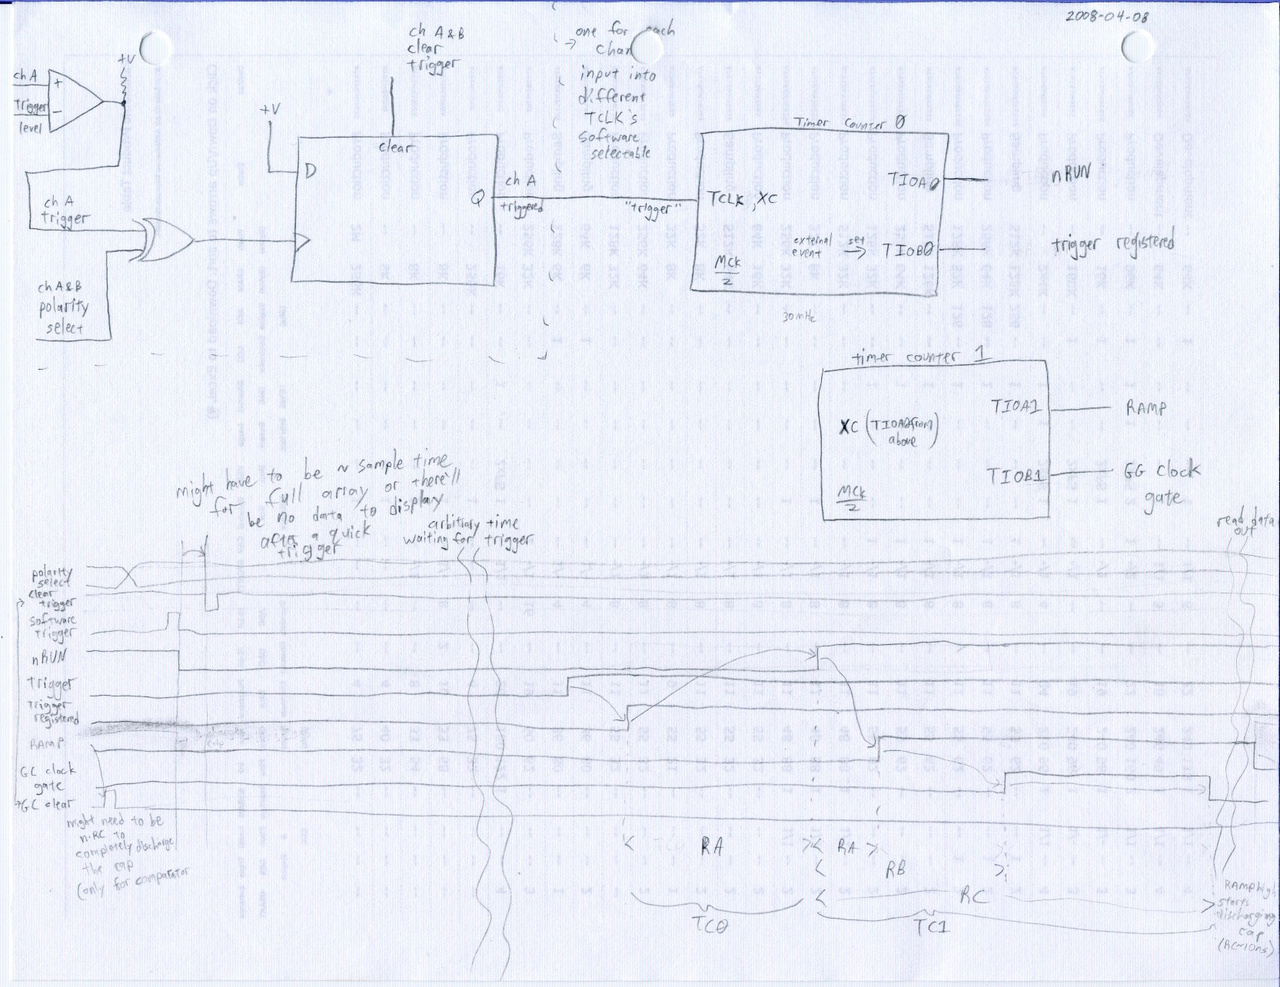 2008-04-08
+V
ch A
+
Trigger
-
level
ch A
trigger
ch A&B
polarity
select
+V
ch A&B
clear
trigger
clear
D
Q
ch A
triggered
one for each
chan
input into
different
TCLK's
software
selectable
"trigger"
Timer Counter 0
TCLK, XC
TIOA0
nRUN
external
event
set
TIOB0
trigger registered
MCK
2
30 MHz
timer counter 1
XC (TIOA0 from
above)
TIOA1
RAMP
TIOB1
GG clock
gate
MCK
2
might have to be ~ sample time
for full array or there'll
be no data to display
after a quick
trigger
arbitrary time
waiting for trigger
read data
out
polarity
select
clear
trigger
software
trigger
nRUN
Trigger
Trigger
registered
RAMP
GC clock
gate
GC clear
might need to be
n·RC to
completely discharge
the cap
(only for comparator
RA
RA
RB
RC
TC0
TC1
RAMP high
starts
discharging
cap